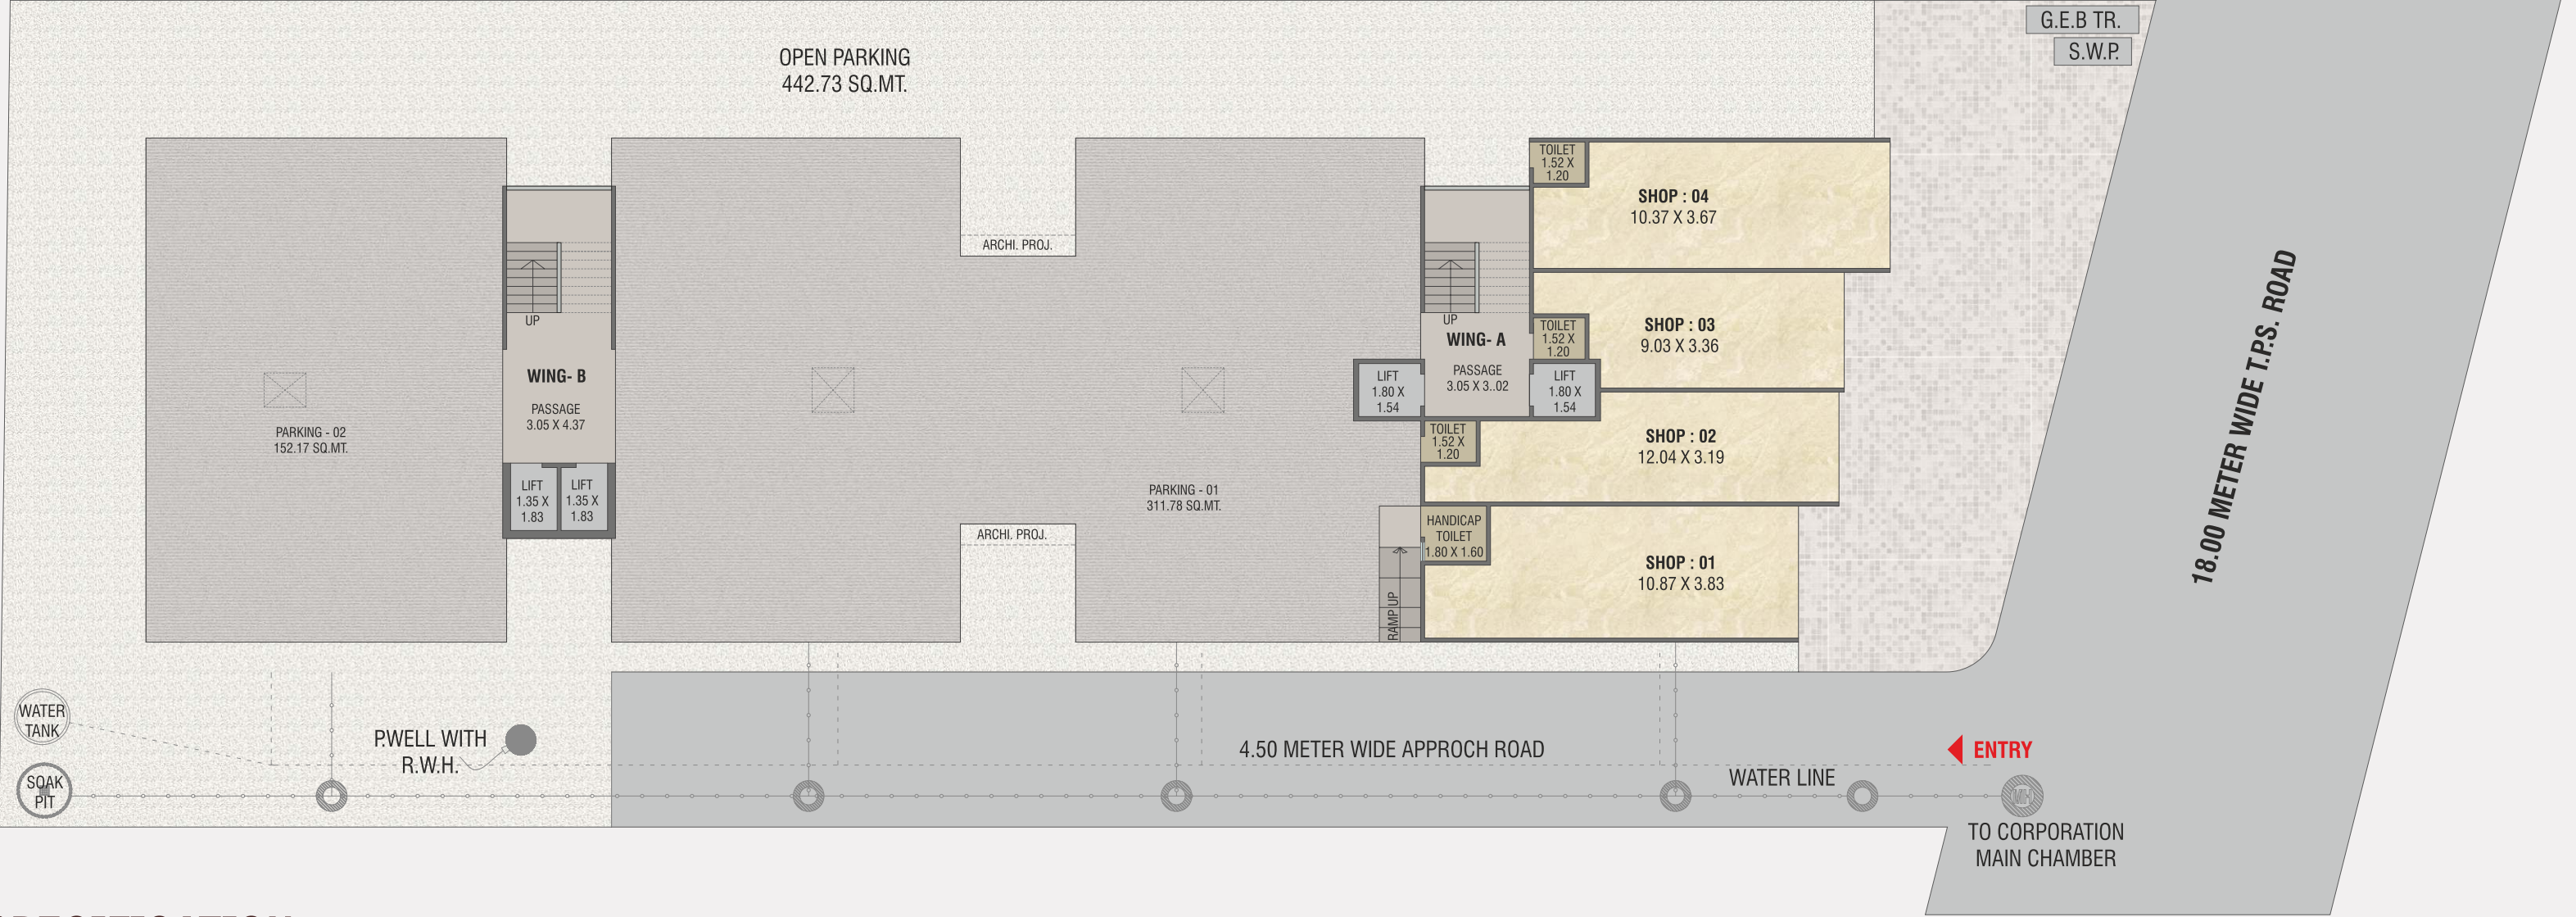 G.E.B TR.
S.W.P.
OPEN PARKING
442.73 SQ.MT.
TOILET
1.52 X
1.20
SHOP : 04
10.37 X 3.67
ARCHI. PROJ.
UP
UP
WING- A
PASSAGE
3.05 X 3..02
TOILET
1.52 X
1.20
SHOP : 03
9.03 X 3.36
LIFT
1.80 X
1.54
LIFT
1.80 X
1.54
WING- B
PASSAGE
3.05 X 4.37
LIFT
1.35 X
1.83
LIFT
1.35 X
1.83
PARKING - 02
152.17 SQ.MT.
TOILET
1.52 X
1.20
SHOP : 02
12.04 X 3.19
PARKING - 01
311.78 SQ.MT.
ARCHI. PROJ.
HANDICAP
TOILET
1.80 X 1.60
SHOP : 01
10.87 X 3.83
RAMP UP
18.00 METER WIDE T.P.S. ROAD
WATER
TANK
P.WELL WITH
R.W.H.
SOAK
PIT
4.50 METER WIDE APPROCH ROAD
ENTRY
WATER LINE
MH
TO CORPORATION
MAIN CHAMBER